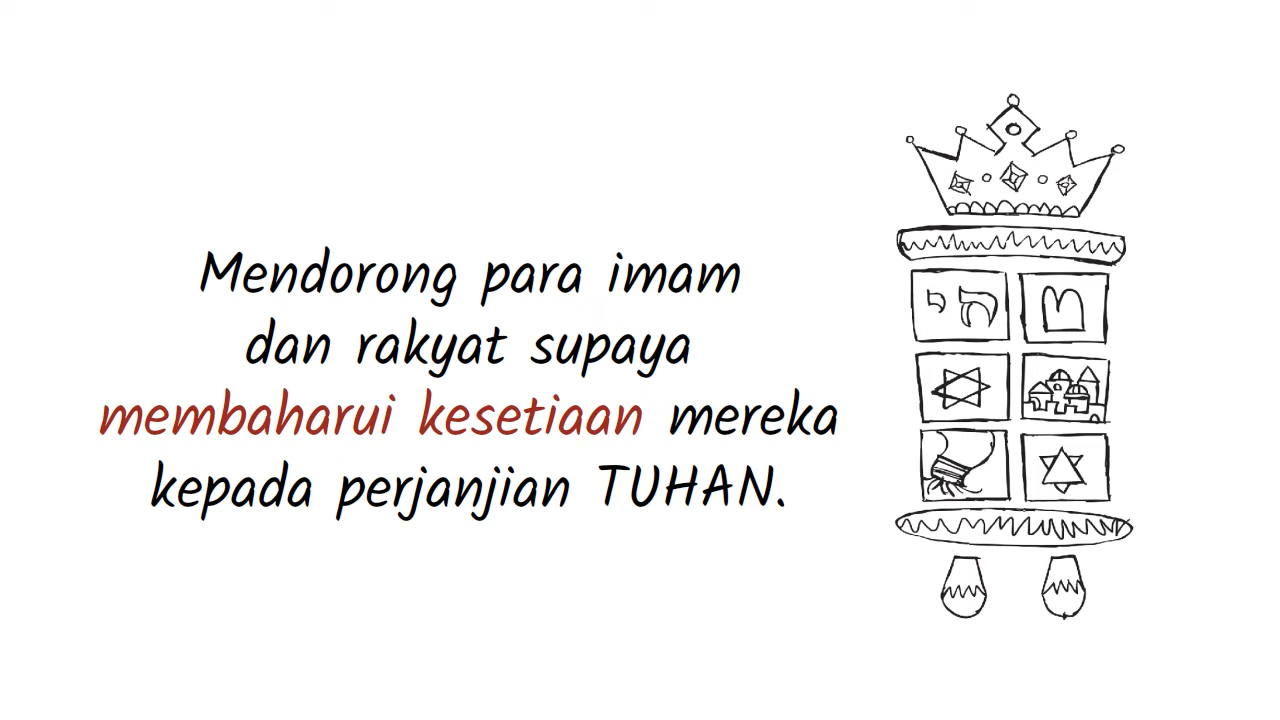 Mendorong para imam
dan rakyat supaya
membaharui kesetiaan mereka
kepada perjanjian TUHAN.